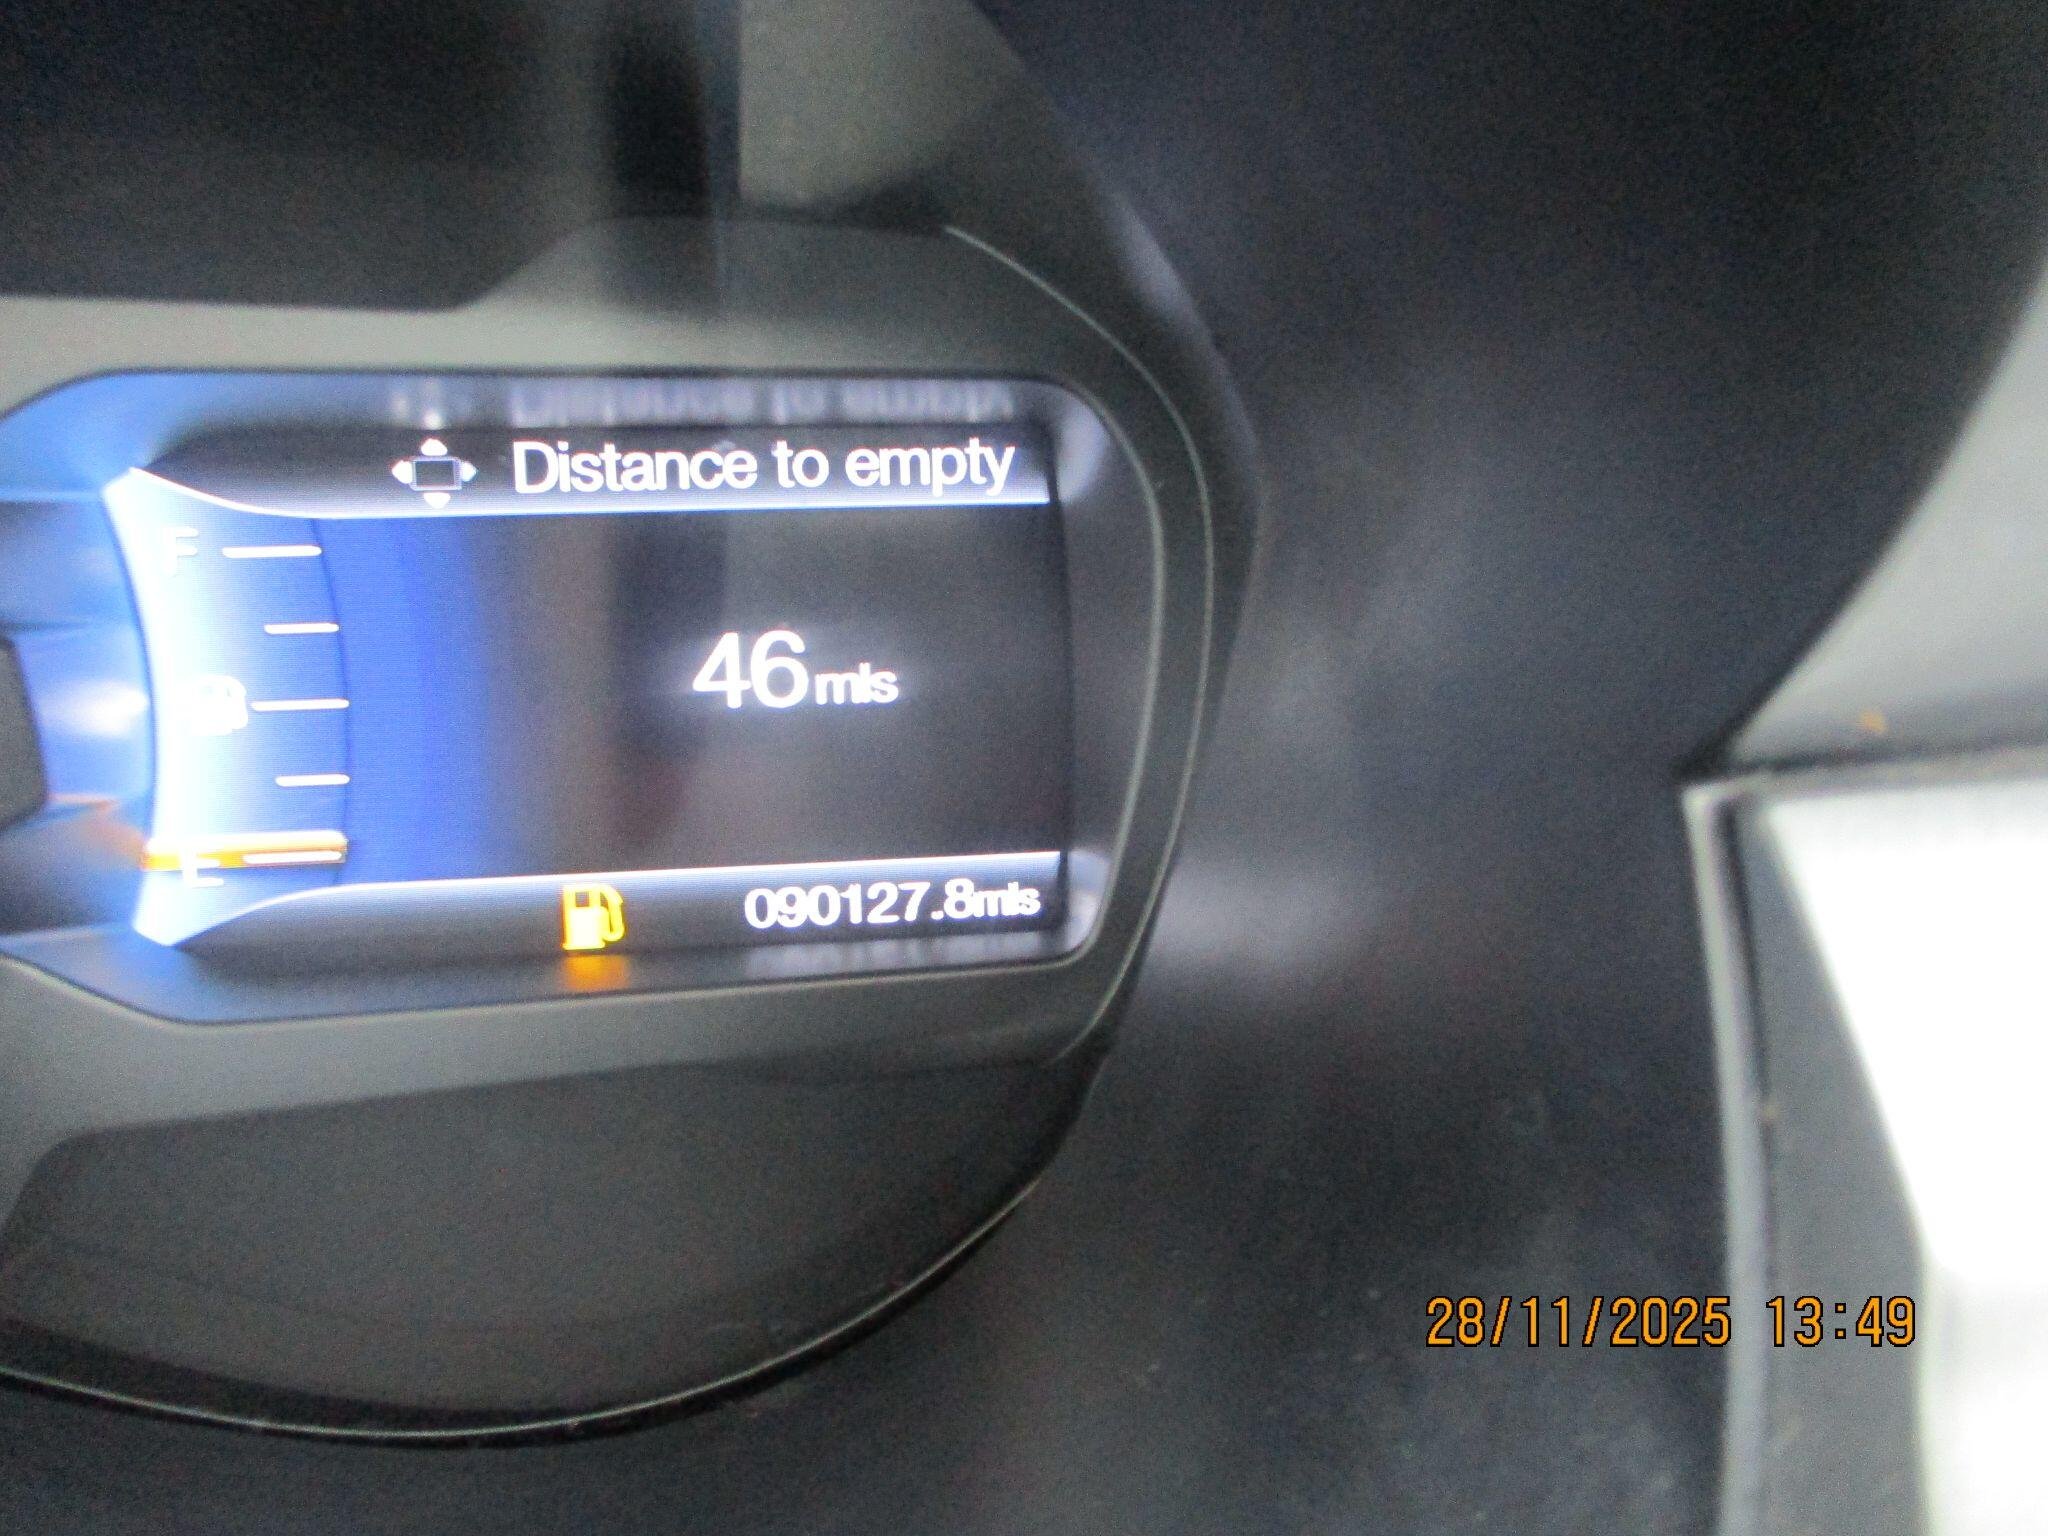 Distance to empty
F
46mls
E
090127.8mls
28/11/2025 13:49